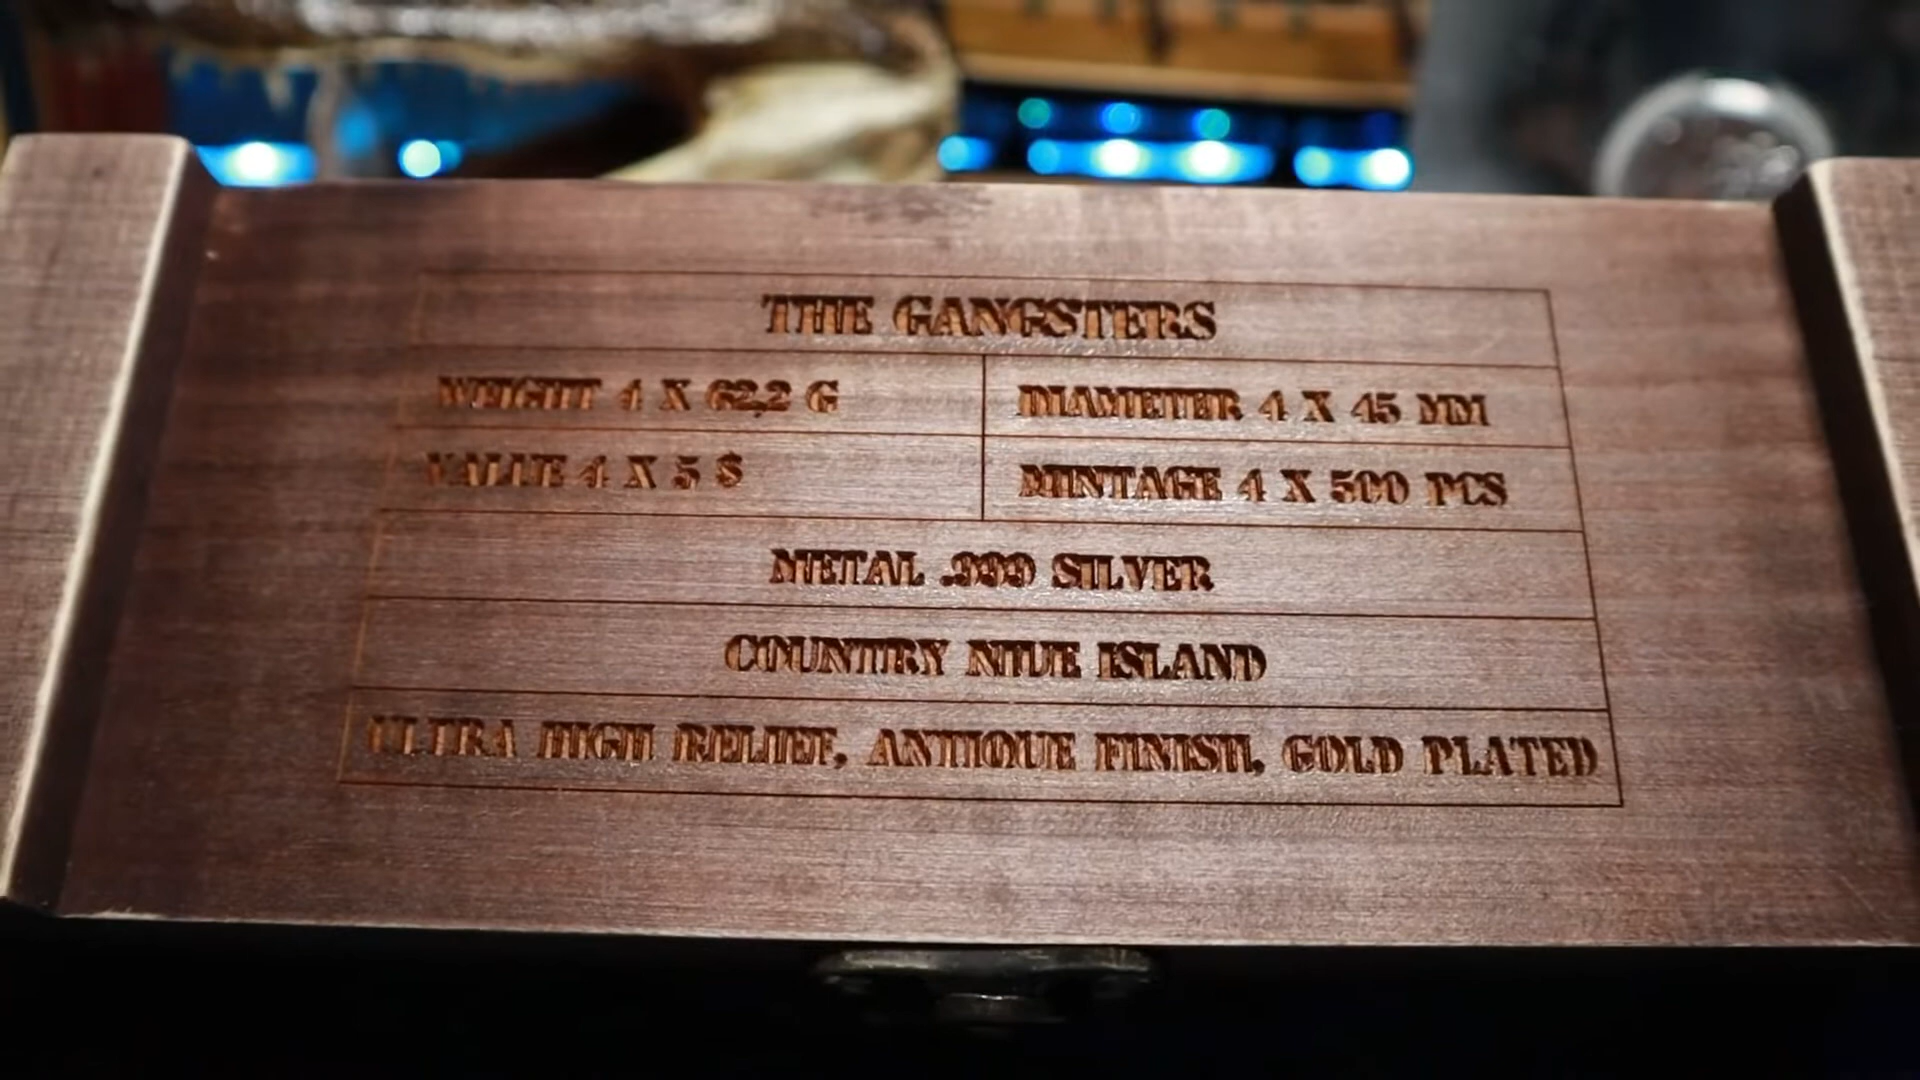 THE GANGSTERS
WEIGHT 4 X 62,2 G
DIAMETER 4 X 45 MM
VALUE 4 X 5 $
MINTAGE 4 X 500 PCS
METAL .999 SILVER
COUNTRY NIUE ISLAND
ULTRA HIGH RELIEF, ANTIQUE FINISH, GOLD PLATED